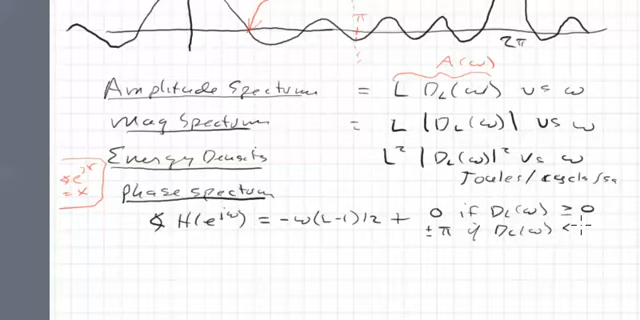 π
2π
A(ω)
Amplitude Spectrum = L D_L(ω) vs ω
Mag Spectrum = L |D_L(ω)| vs ω
Energy Density L² |D_L(ω)|² vs ω
Joules/cycle/sa
∡e^{jx}
= x
Phase spectrum
∡ H(e^{jω}) = -ω(L-1)/2 + 0 if D_L(ω) ≥ 0
±π if D_L(ω) <